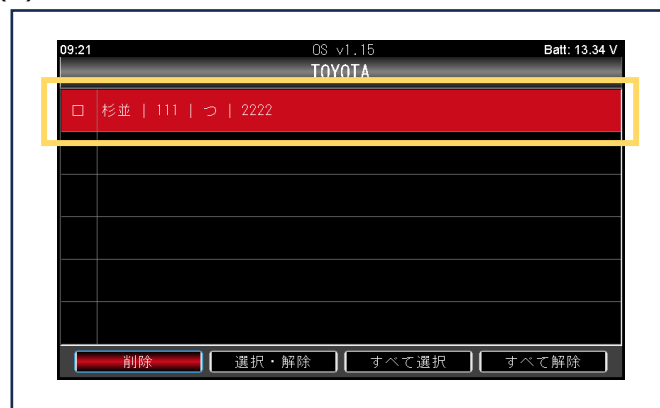 09:21 OS v1.15 Batt: 13.34 V
TOYOTA
□ 杉並 | 111 | つ | 2222
削除 選択・解除 すべて選択 すべて解除